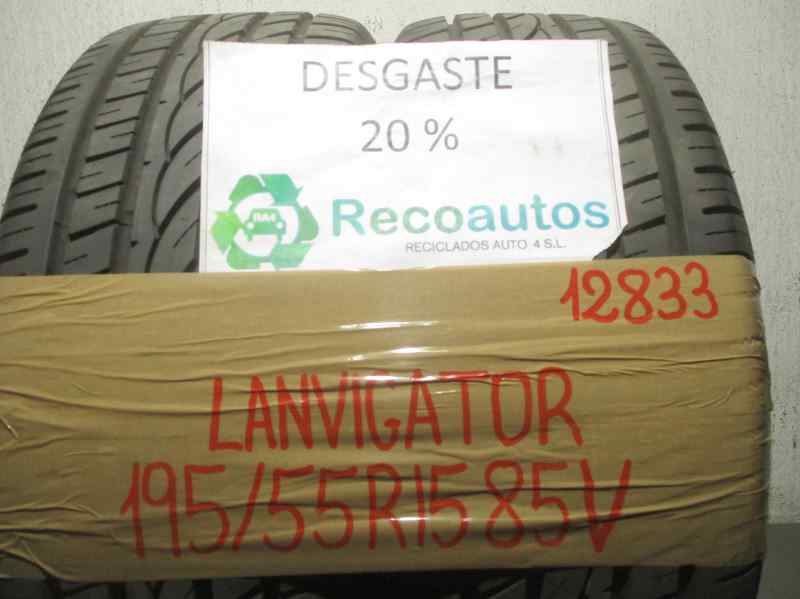 DESGASTE
20 %
RA4
Recoautos
RECICLADOS AUTO 4 S.L.
12833
LANVIGATOR
195/55R15 85V